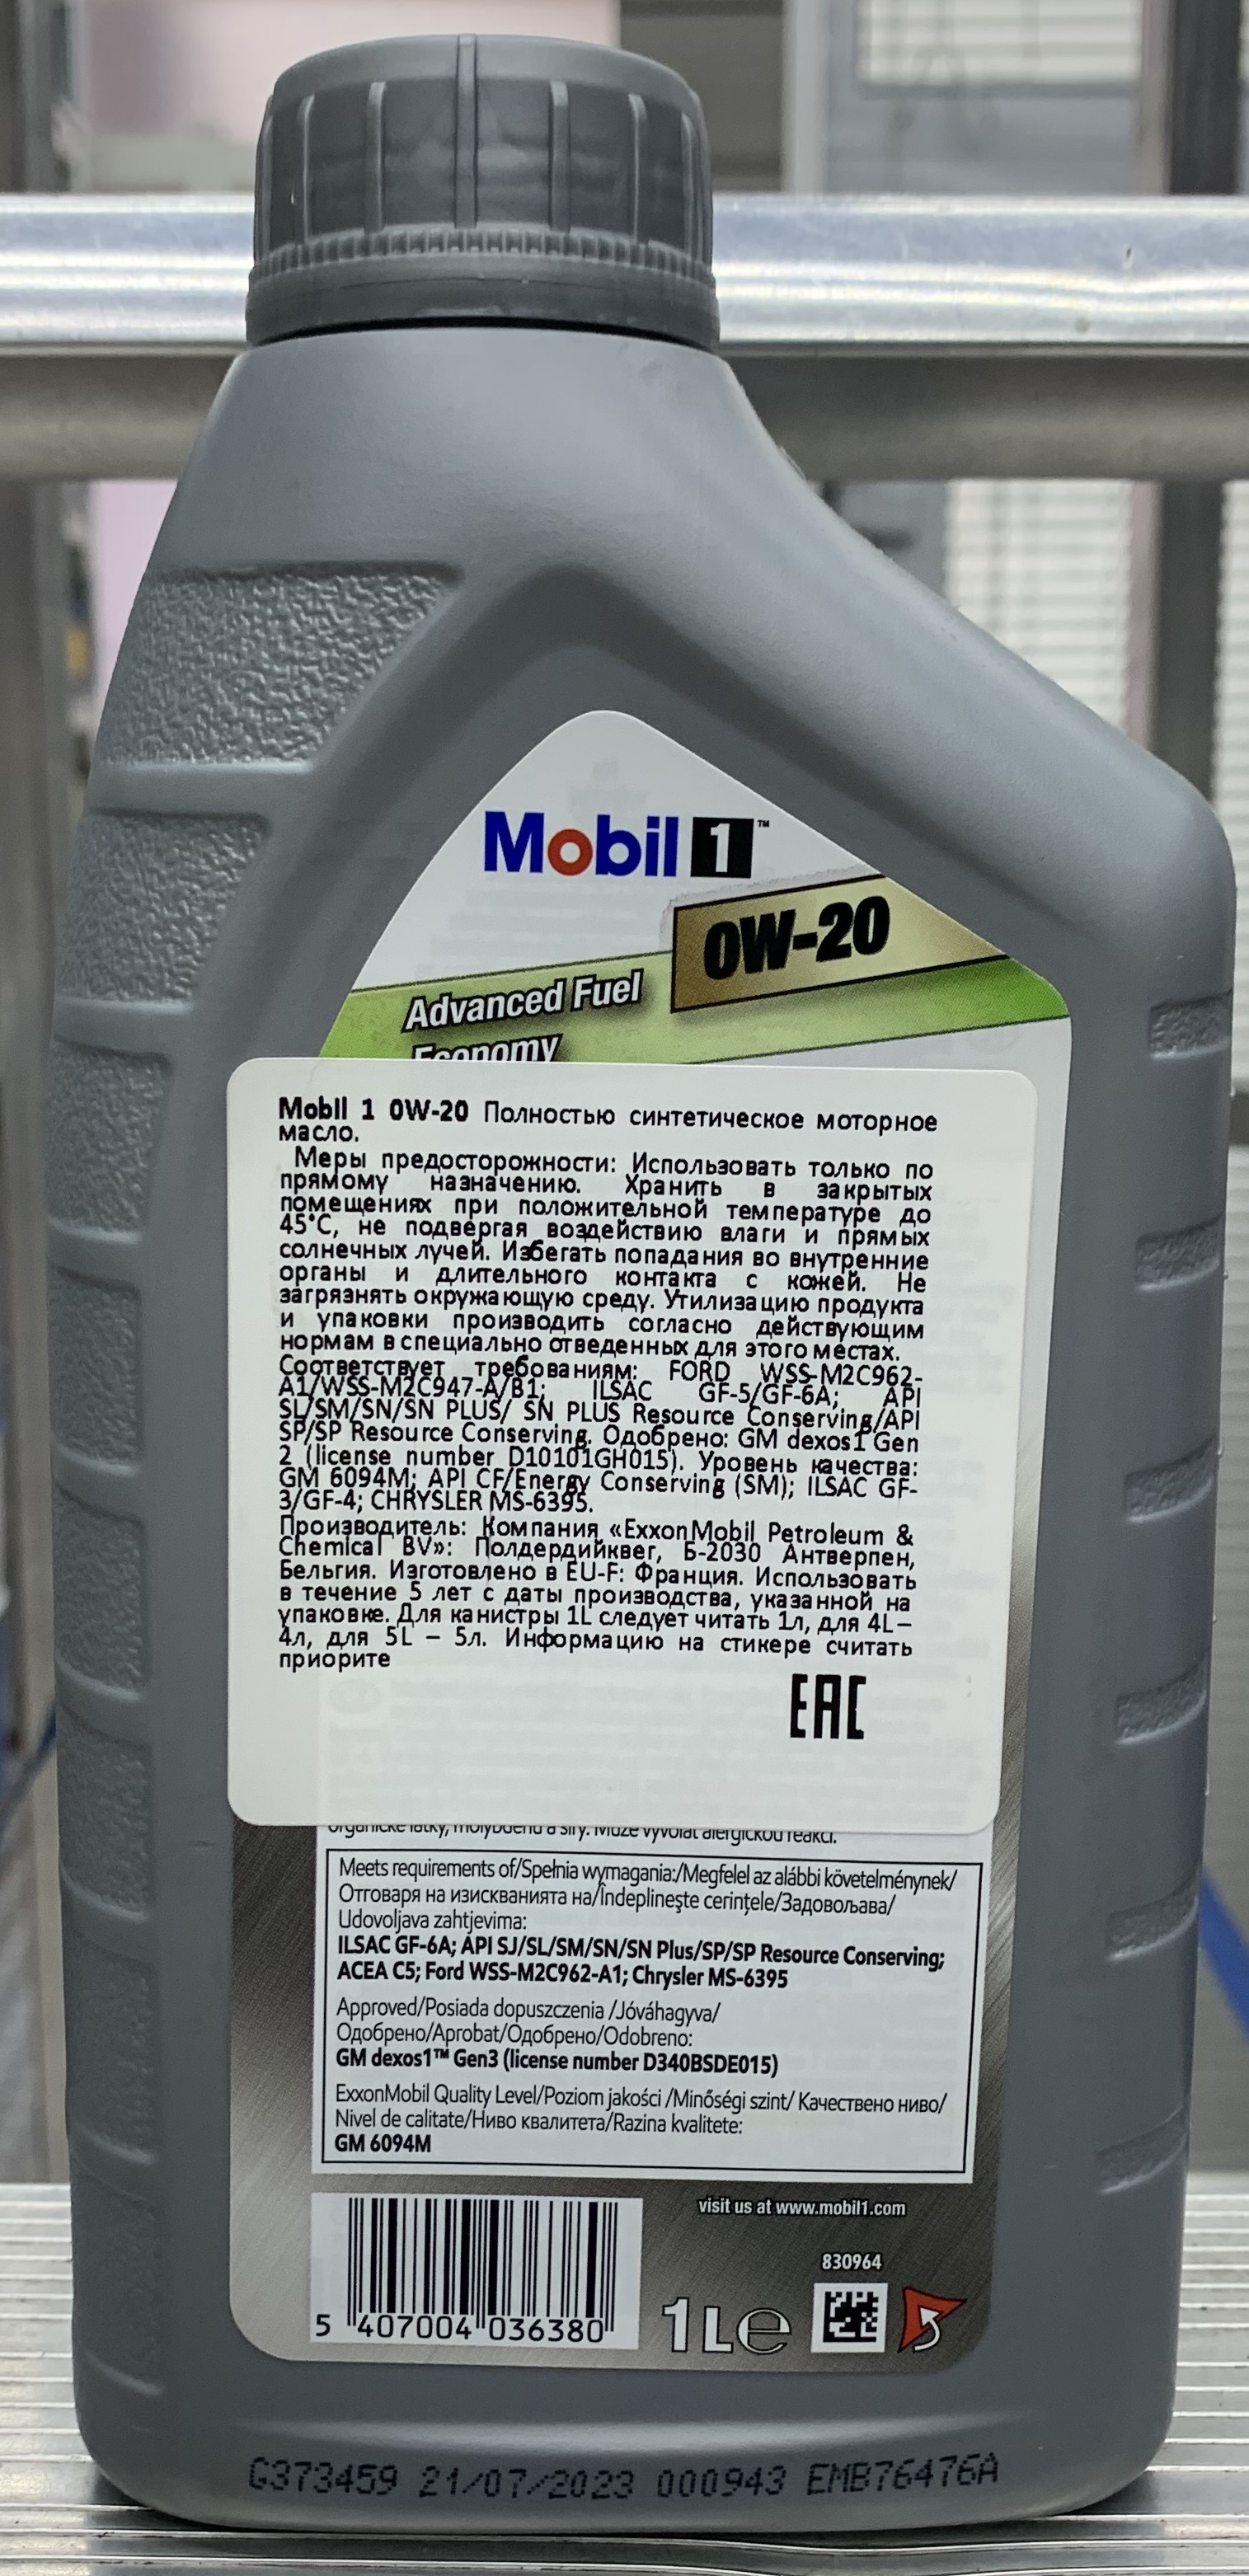 Mobil 1™
0W-20
Advanced Fuel
Economy
Mobil 1 0W-20 Полностью синтетическое моторное
масло.
Меры предосторожности: Использовать только по
прямому назначению. Хранить в закрытых
помещениях при положительной температуре до
45°С, не подвергая воздействию влаги и прямых
солнечных лучей. Избегать попадания во внутренние
органы и длительного контакта с кожей. Не
загрязнять окружающую среду. Утилизацию продукта
и упаковки производить согласно действующим
нормам в специально отведенных для этого местах.
Соответствует требованиям: FORD WSS-M2C962-
A1/WSS-M2C947-A/B1; ILSAC GF-5/GF-6A; API
SL/SM/SN/SN PLUS/ SN PLUS Resource Conserving/API
SP/SP Resource Conserving. Одобрено: GM dexos1 Gen
2 (license number D10101GH015). Уровень качества:
GM 6094M; API CF/Energy Conserving (SM); ILSAC GF-
3/GF-4; CHRYSLER MS-6395.
Производитель: Компания «ExxonMobil Petroleum &
Chemical BV»: Полдердийквег, Б-2030 Антверпен,
Бельгия. Изготовлено в EU-F: Франция. Использовать
в течение 5 лет с даты производства, указанной на
упаковке. Для канистры 1L следует читать 1л, для 4L–
4л, для 5L – 5л. Информацию на стикере считать
приорите
EAC
organické látky, molybdenu a síry. Může vyvolat alergickou reakci.
Meets requirements of/Spełnia wymagania:/Megfelel az alábbi követelménynek/
Отговаря на изискванията на/Îndeplineşte cerinţele/Задовољава/
Udovoljava zahtjevima:
ILSAC GF-6A; API SJ/SL/SM/SN/SN Plus/SP/SP Resource Conserving;
ACEA C5; Ford WSS-M2C962-A1; Chrysler MS-6395
Approved/Posiada dopuszczenia /Jóváhagyva/
Одобрено/Aprobat/Одобрено/Odobreno:
GM dexos1™ Gen3 (license number D340BSDE015)
ExxonMobil Quality Level/Poziom jakości /Minőségi szint/ Качествено ниво/
Nivel de calitate/Ниво квалитета/Razina kvalitete:
GM 6094M
visit us at www.mobil1.com
830964
5 407004 036380
1L e
G373459 21/07/2023 000943 EMB76476A